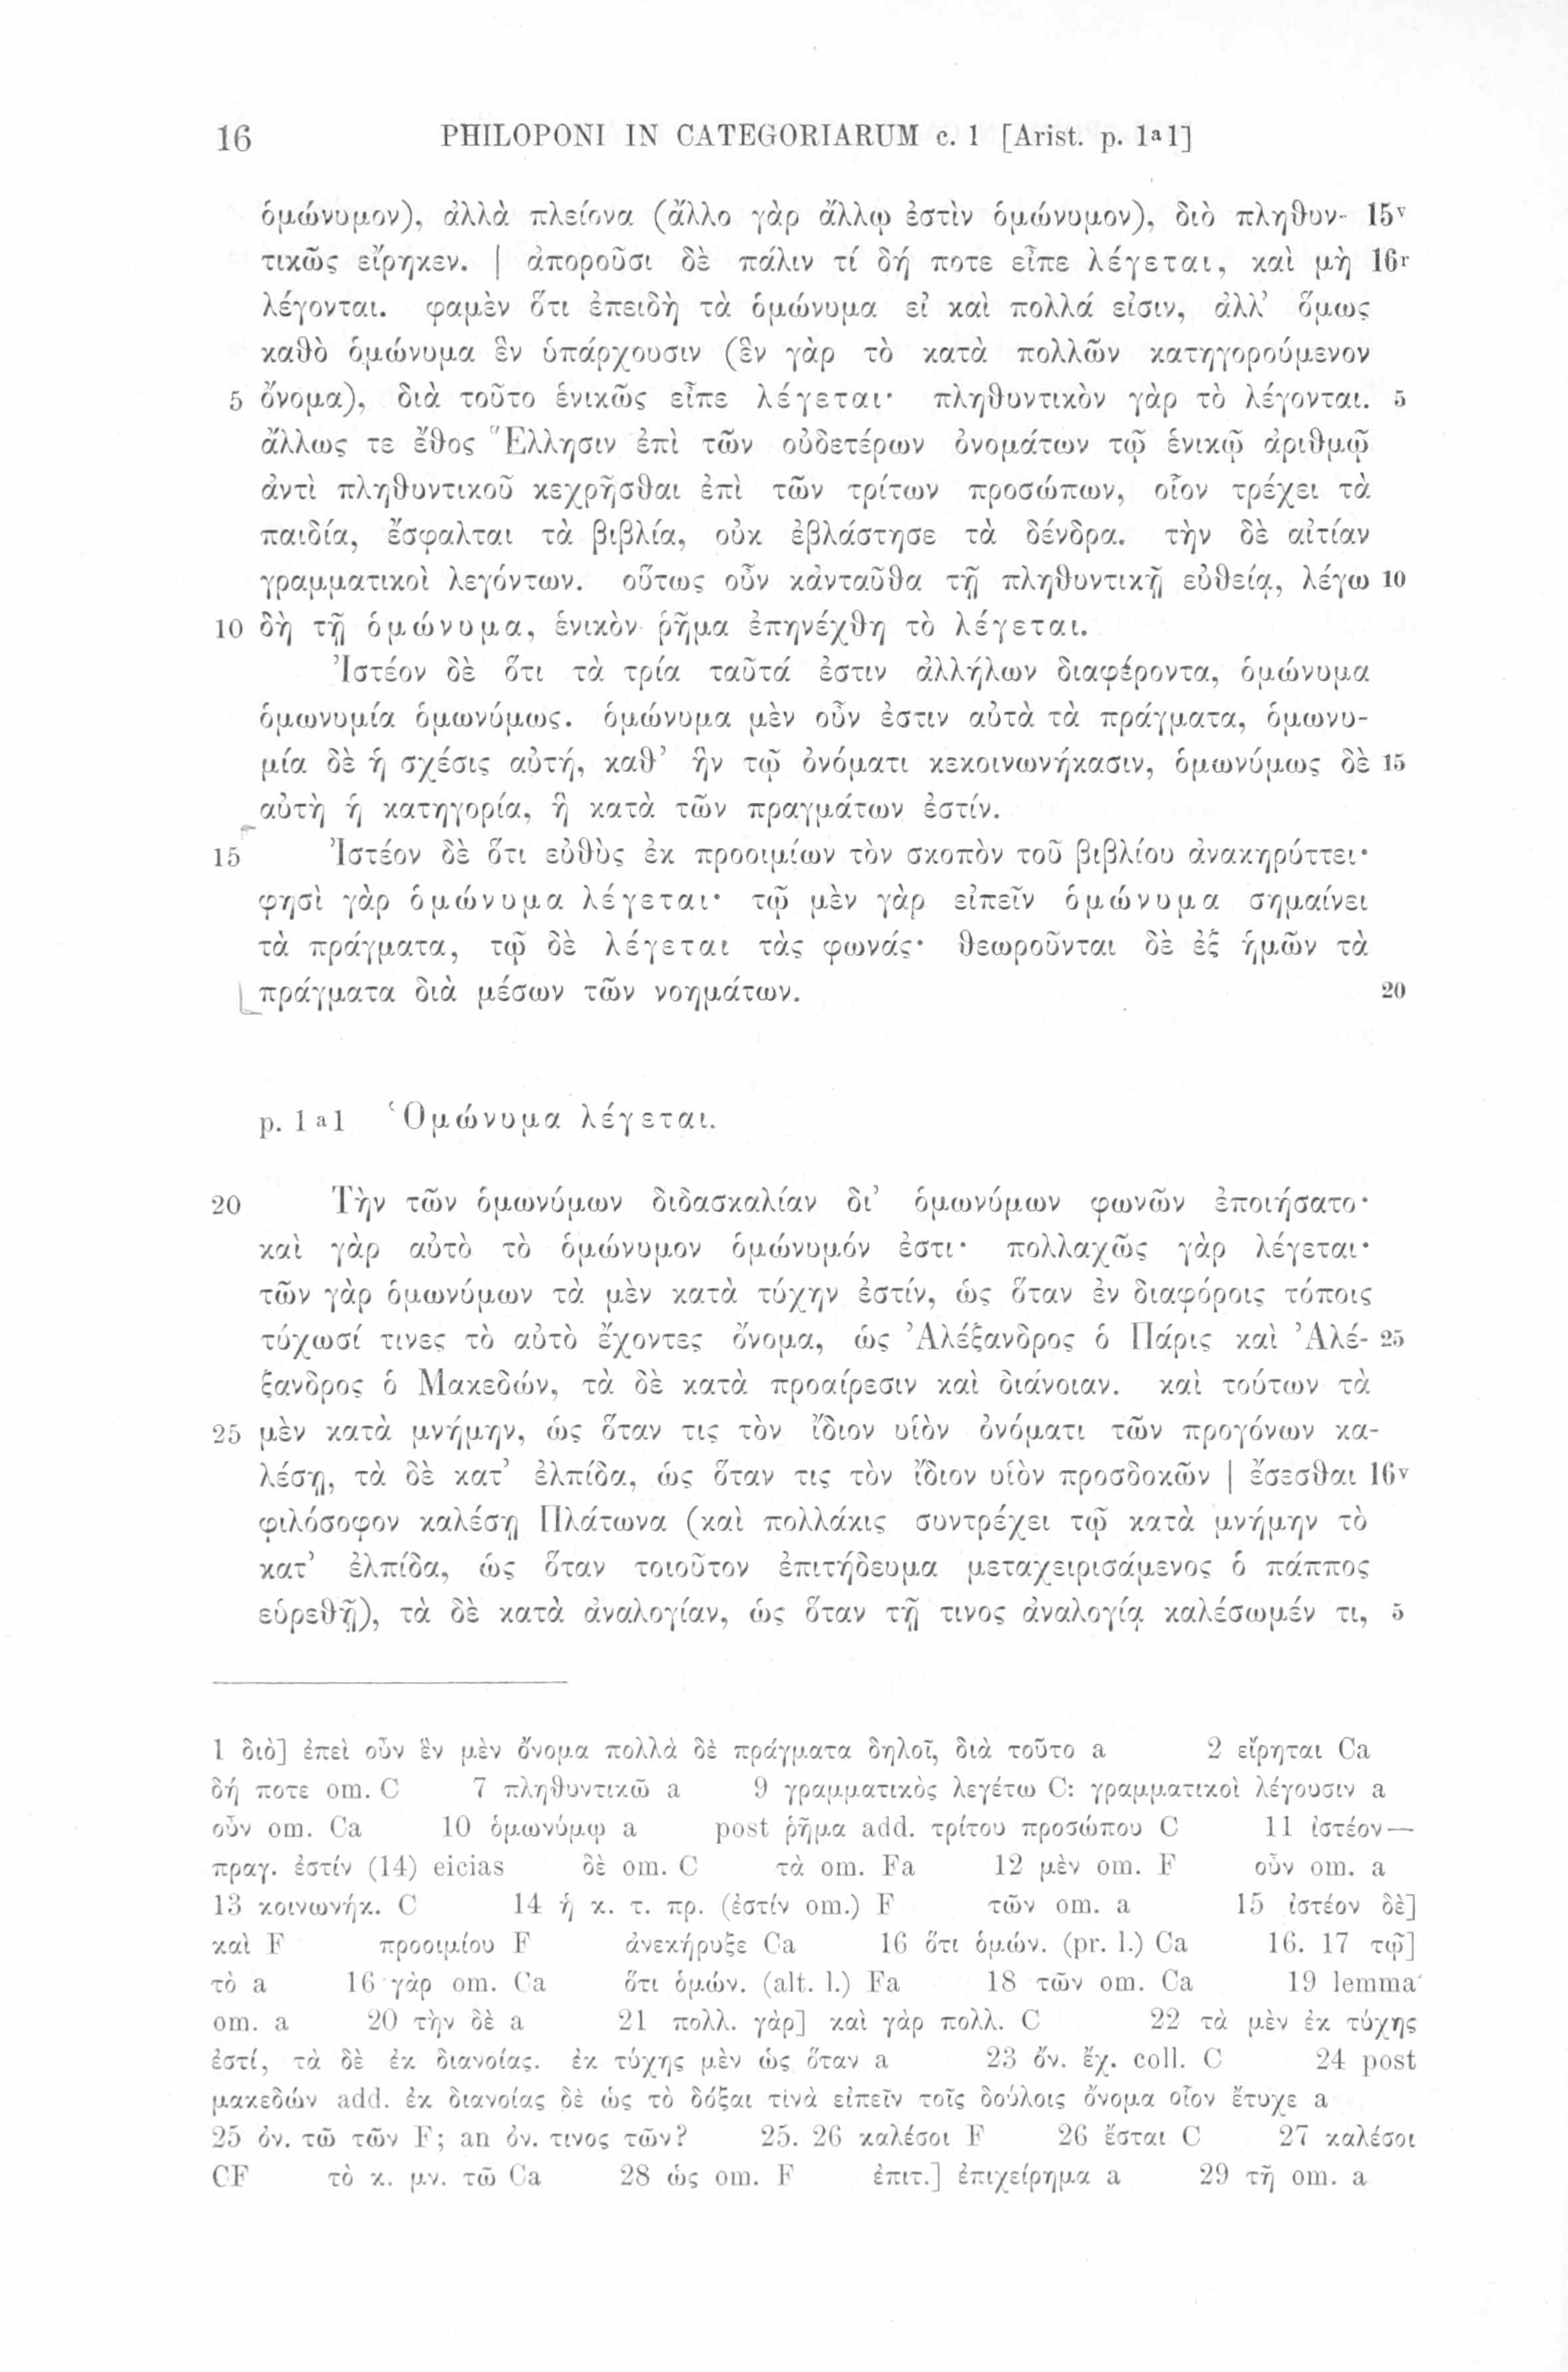 16 PHILOPONI IN CATEGORIARUM c. 1 [Arist. p. 1ᵃ1]
ὁμώνυμον), ἀλλὰ πλείονα (ἄλλο γὰρ ἄλλῳ ἐστὶν ὁμώνυμον), διὸ πληθυν- 15ᵛ
τικῶς εἴρηκεν. | ἀποροῦσι δὲ πάλιν τί δή ποτε εἶπε λέγεται, καὶ μὴ 16ʳ
λέγονται. φαμὲν ὅτι ἐπειδὴ τὰ ὁμώνυμα εἰ καὶ πολλά εἰσιν, ἀλλ’ ὅμως
καθὸ ὁμώνυμα ἓν ὑπάρχουσιν (ἓν γὰρ τὸ κατὰ πολλῶν κατηγορούμενον
5 ὄνομα), διὰ τοῦτο ἑνικῶς εἶπε λέγεται· πληθυντικὸν γὰρ τὸ λέγονται. 5
ἄλλως τε ἔθος Ἕλλησιν ἐπὶ τῶν οὐδετέρων ὀνομάτων τῷ ἑνικῷ ἀριθμῷ
ἀντὶ πληθυντικοῦ κεχρῆσθαι ἐπὶ τῶν τρίτων προσώπων, οἷον τρέχει τὰ
παιδία, ἔσφαλται τὰ βιβλία, οὐκ ἐβλάστησε τὰ δένδρα. τὴν δὲ αἰτίαν
γραμματικοὶ λεγόντων. οὕτως οὖν κἀνταῦθα τῇ πληθυντικῇ εὐθείᾳ, λέγω 10
10 δὴ τῇ ὁμώνυμα, ἑνικὸν ῥῆμα ἐπηνέχθη τὸ λέγεται.
Ἰστέον δὲ ὅτι τὰ τρία ταῦτά ἐστιν ἀλλήλων διαφέροντα, ὁμώνυμα
ὁμωνυμία ὁμωνύμως. ὁμώνυμα μὲν οὖν ἐστιν αὐτὰ τὰ πράγματα, ὁμωνυ-
μία δὲ ἡ σχέσις αὐτή, καθ’ ἣν τῷ ὀνόματι κεκοινωνήκασιν, ὁμωνύμως δὲ 15
αὐτὴ ἡ κατηγορία, ἣ κατὰ τῶν πραγμάτων ἐστίν.
15 Ἰστέον δὲ ὅτι εὐθὺς ἐκ προοιμίων τὸν σκοπὸν τοῦ βιβλίου ἀνακηρύττει·
φησὶ γὰρ ὁμώνυμα λέγεται· τῷ μὲν γὰρ εἰπεῖν ὁμώνυμα σημαίνει
τὰ πράγματα, τῷ δὲ λέγεται τὰς φωνάς· θεωροῦνται δὲ ἐξ ἡμῶν τὰ
πράγματα διὰ μέσων τῶν νοημάτων. 20
p. 1ᵃ1 Ὁμώνυμα λέγεται.
20 Τὴν τῶν ὁμωνύμων διδασκαλίαν δι’ ὁμωνύμων φωνῶν ἐποιήσατο·
καὶ γὰρ αὐτὸ τὸ ὁμώνυμον ὁμώνυμόν ἐστι· πολλαχῶς γὰρ λέγεται·
τῶν γὰρ ὁμωνύμων τὰ μὲν κατὰ τύχην ἐστίν, ὡς ὅταν ἐν διαφόροις τόποις
τύχωσί τινες τὸ αὐτὸ ἔχοντες ὄνομα, ὡς Ἀλέξανδρος ὁ Πάρις καὶ Ἀλέ- 25
ξανδρος ὁ Μακεδών, τὰ δὲ κατὰ προαίρεσιν καὶ διάνοιαν. καὶ τούτων τὰ
25 μὲν κατὰ μνήμην, ὡς ὅταν τις τὸν ἴδιον υἱὸν ὀνόματι τῶν προγόνων κα-
λέσῃ, τὰ δὲ κατ’ ἐλπίδα, ὡς ὅταν τις τὸν ἴδιον υἱὸν προσδοκῶν | ἔσεσθαι 16ᵛ
φιλόσοφον καλέσῃ Πλάτωνα (καὶ πολλάκις συντρέχει τῷ κατὰ μνήμην τὸ
κατ’ ἐλπίδα, ὡς ὅταν τοιοῦτον ἐπιτήδευμα μεταχειρισάμενος ὁ πάππος
εὑρεθῇ), τὰ δὲ κατὰ ἀναλογίαν, ὡς ὅταν τῇ τινος ἀναλογίᾳ καλέσωμέν τι, 5
1 διὸ] ἐπεὶ οὖν ἓν μὲν ὄνομα πολλὰ δὲ πράγματα δηλοῖ, διὰ τοῦτο a 2 εἴρηται Ca
δή ποτε om. C 7 πληθυντικῶ a 9 γραμματικὸς λεγέτω C: γραμματικοὶ λέγουσιν a
οὖν om. Ca 10 ὁμωνύμῳ a post ῥῆμα add. τρίτου προσώπου C 11 ἰστέον—
πραγ. ἐστίν (14) eicias δὲ om. C τὰ om. Fa 12 μὲν om. F οὖν om. a
13 κοινωνήκ. C 14 ἡ κ. τ. πρ. (ἐστίν om.) F τῶν om. a 15 ἰστέον δὲ]
καὶ F προοιμίου F ἀνεκήρυξε Ca 16 ὅτι ὁμών. (pr. l.) Ca 16. 17 τῷ]
τὸ a 16 γὰρ om. Ca ὅτι ὁμών. (alt. l.) Fa 18 τῶν om. Ca 19 lemma
om. a 20 τὴν δὲ a 21 πολλ. γὰρ] καὶ γὰρ πολλ. C 22 τὰ μὲν ἐκ τύχης
ἐστί, τὰ δὲ ἐκ διανοίας. ἐκ τύχης μὲν ὡς ὅταν a 23 ὄν. ἔχ. coll. C 24 post
μακεδών add. ἐκ διανοίας δὲ ὡς τὸ δόξαι τινὰ εἰπεῖν τοῖς δούλοις ὄνομα οἷον ἔτυχε a
25 ὀν. τῶ τῶν F; an ὀν. τινος τῶν? 25. 26 καλέσοι F 26 ἔσται C 27 καλέσοι
CF τὸ κ. μν. τῶ Ca 28 ὡς om. F ἐπιτ.] ἐπιχείρημα a 29 τῇ om. a